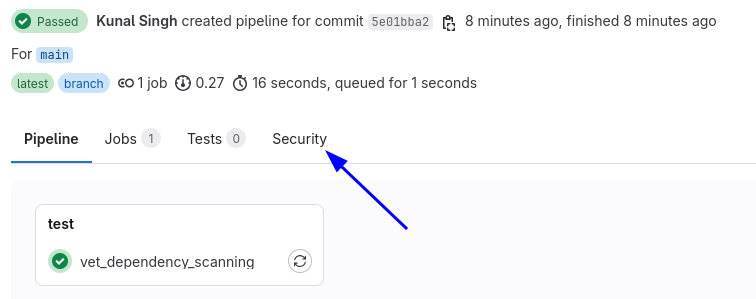 Passed Kunal Singh created pipeline for commit 5e01bba2 8 minutes ago, finished 8 minutes ago
For main
latest branch 1 job 0.27 16 seconds, queued for 1 seconds
Pipeline Jobs 1 Tests 0 Security
test
vet_dependency_scanning